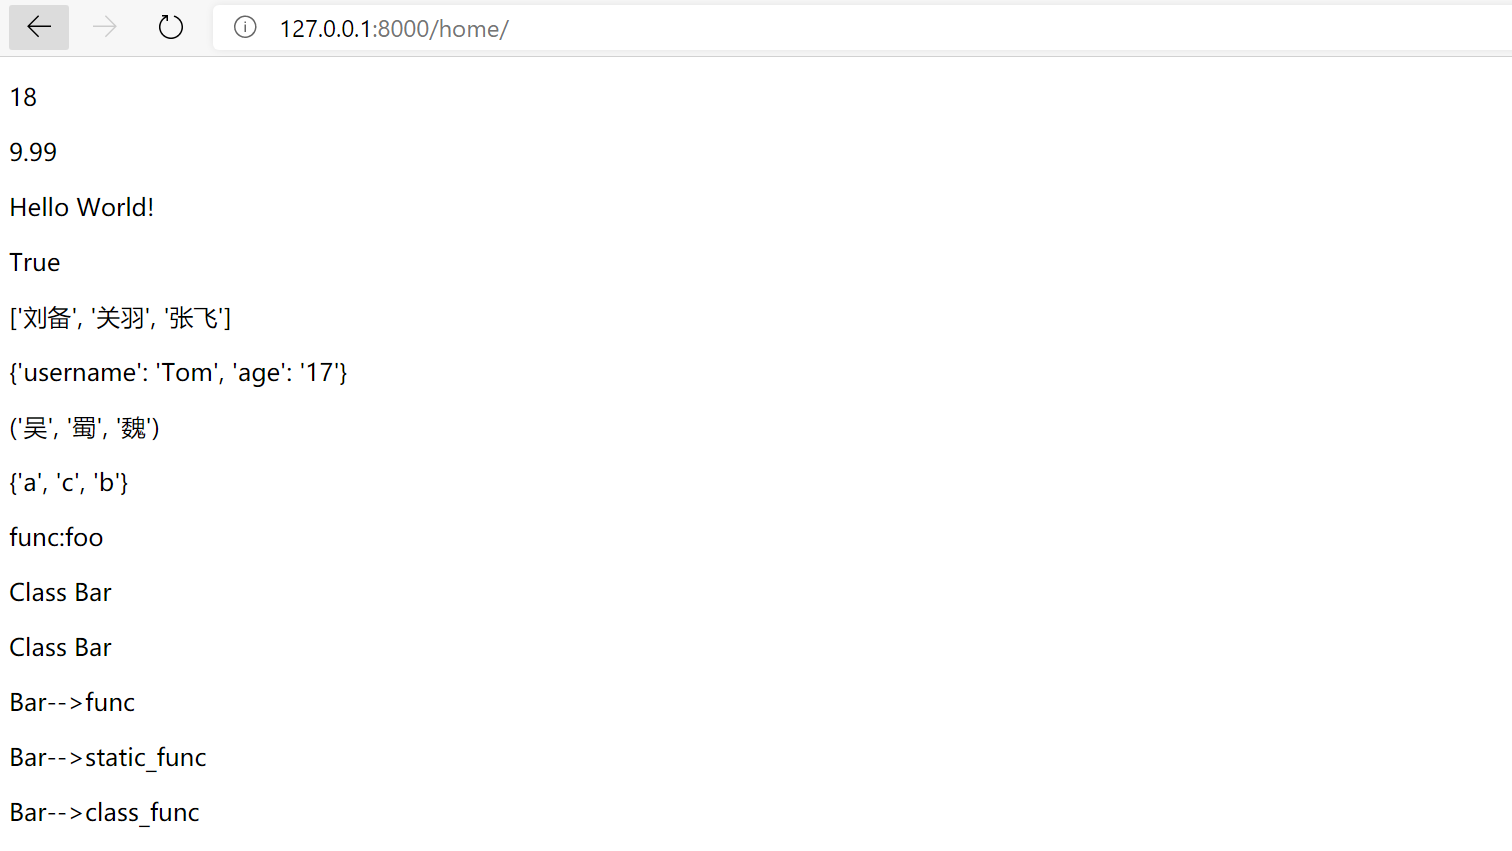 127.0.0.1:8000/home/
18
9.99
Hello World!
True
['刘备', '关羽', '张飞']
{'username': 'Tom', 'age': '17'}
('吴', '蜀', '魏')
{'a', 'c', 'b'}
func:foo
Class Bar
Class Bar
Bar-->func
Bar-->static_func
Bar-->class_func